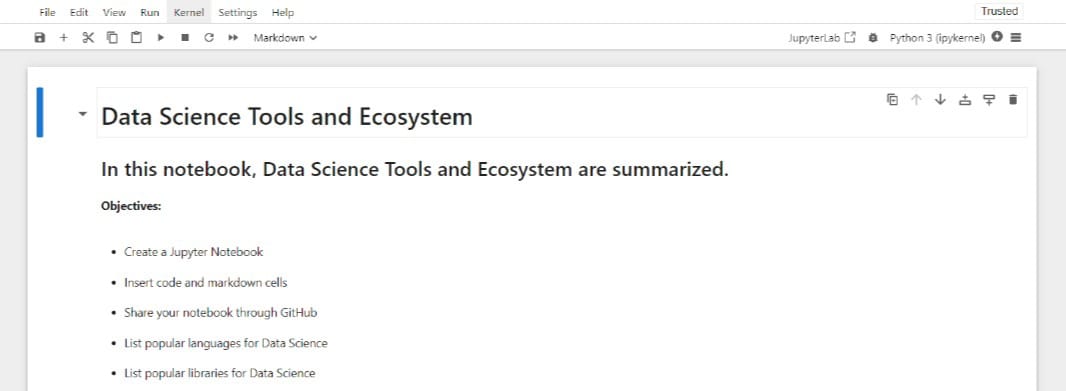 File Edit View Run Kernel Settings Help Trusted
Markdown JupyterLab Python 3 (ipykernel)
Data Science Tools and Ecosystem
In this notebook, Data Science Tools and Ecosystem are summarized.
Objectives:
• Create a Jupyter Notebook
• Insert code and markdown cells
• Share your notebook through GitHub
• List popular languages for Data Science
• List popular libraries for Data Science